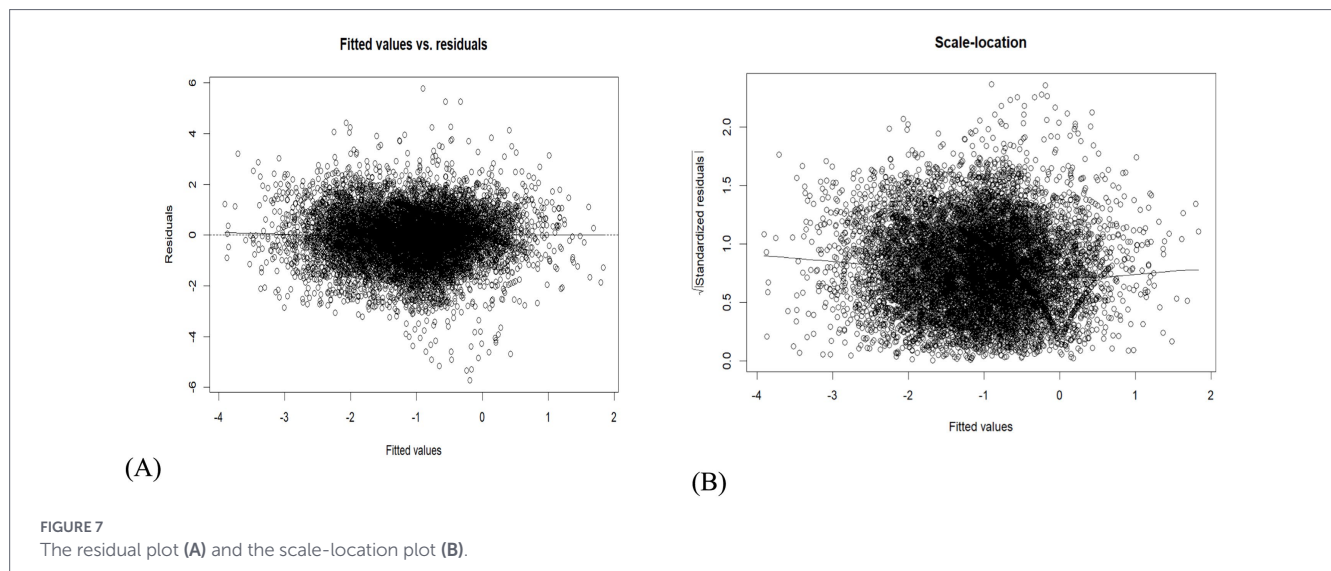 Fitted values vs. residuals
Residuals
6
4
2
0
-2
-4
-6
-4
-3
-2
-1
0
1
2
Fitted values
(A)
Scale-location
√|Standardized residuals|
2.0
1.5
1.0
0.5
0.0
-4
-3
-2
-1
0
1
2
Fitted values
(B)
FIGURE 7
The residual plot (A) and the scale-location plot (B).